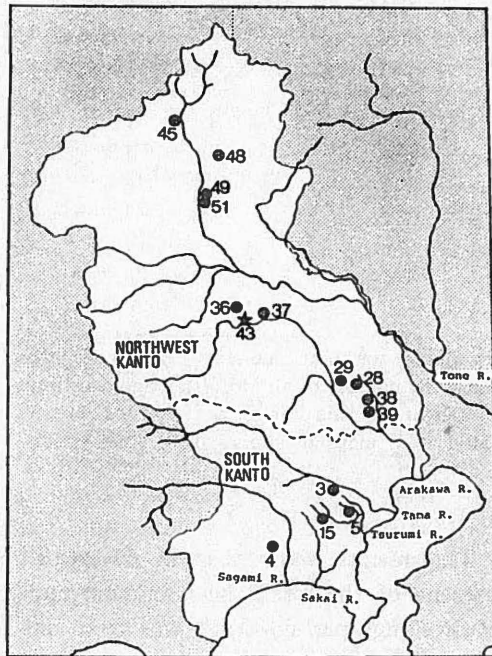 45
48
49
51
36
37
43
NORTHWEST
KANTO
29
28
38
39
Tone R.
SOUTH
KANTO
3
Arakawa R.
Tama R.
15
5
Tsurumi R.
4
Sagami R.
Sakai R.